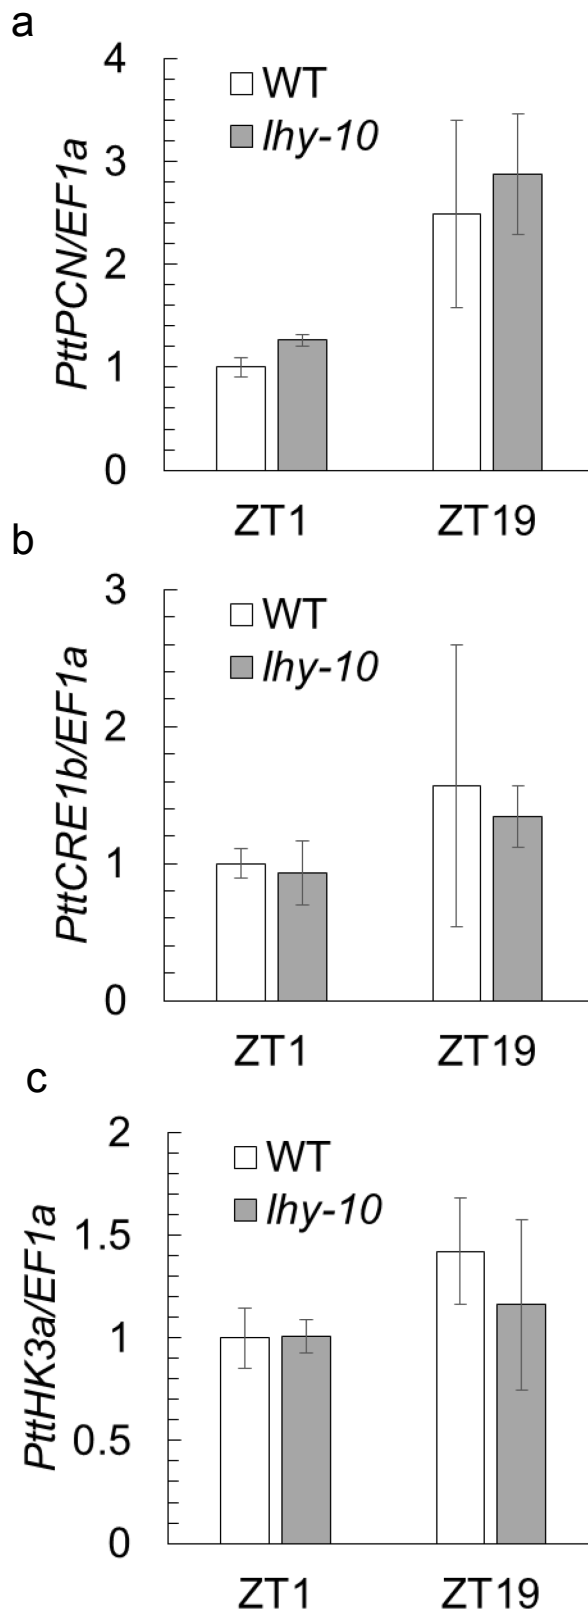 a
PttPCN/EF1a
4
3
2
1
0
WT
lhy-10
ZT1 ZT19
b
PttCRE1b/EF1a
3
2
1
0
WT
lhy-10
ZT1 ZT19
c
PttHK3a/EF1a
2
1.5
1
0.5
0
WT
lhy-10
ZT1 ZT19